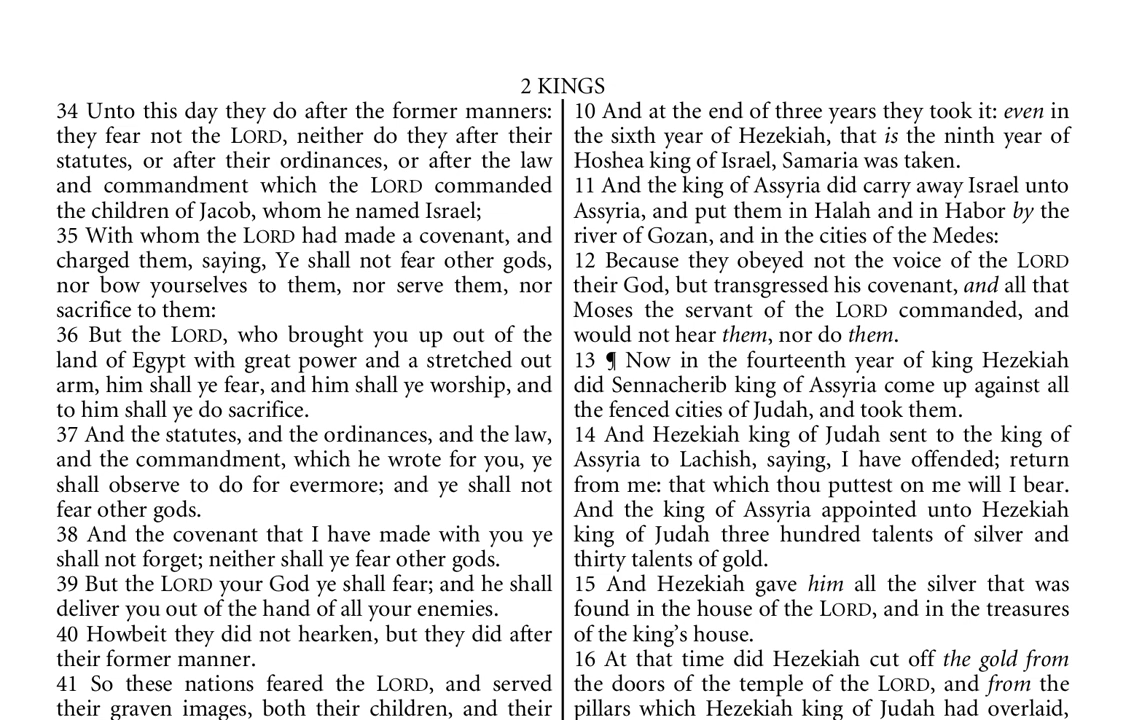 2 KINGS
34 Unto this day they do after the former manners:
they fear not the LORD, neither do they after their
statutes, or after their ordinances, or after the law
and commandment which the LORD commanded
the children of Jacob, whom he named Israel;
35 With whom the LORD had made a covenant, and
charged them, saying, Ye shall not fear other gods,
nor bow yourselves to them, nor serve them, nor
sacrifice to them:
36 But the LORD, who brought you up out of the
land of Egypt with great power and a stretched out
arm, him shall ye fear, and him shall ye worship, and
to him shall ye do sacrifice.
37 And the statutes, and the ordinances, and the law,
and the commandment, which he wrote for you, ye
shall observe to do for evermore; and ye shall not
fear other gods.
38 And the covenant that I have made with you ye
shall not forget; neither shall ye fear other gods.
39 But the LORD your God ye shall fear; and he shall
deliver you out of the hand of all your enemies.
40 Howbeit they did not hearken, but they did after
their former manner.
41 So these nations feared the LORD, and served
their graven images, both their children, and their
10 And at the end of three years they took it: even in
the sixth year of Hezekiah, that is the ninth year of
Hoshea king of Israel, Samaria was taken.
11 And the king of Assyria did carry away Israel unto
Assyria, and put them in Halah and in Habor by the
river of Gozan, and in the cities of the Medes:
12 Because they obeyed not the voice of the LORD
their God, but transgressed his covenant, and all that
Moses the servant of the LORD commanded, and
would not hear them, nor do them.
13 ¶ Now in the fourteenth year of king Hezekiah
did Sennacherib king of Assyria come up against all
the fenced cities of Judah, and took them.
14 And Hezekiah king of Judah sent to the king of
Assyria to Lachish, saying, I have offended; return
from me: that which thou puttest on me will I bear.
And the king of Assyria appointed unto Hezekiah
king of Judah three hundred talents of silver and
thirty talents of gold.
15 And Hezekiah gave him all the silver that was
found in the house of the LORD, and in the treasures
of the king’s house.
16 At that time did Hezekiah cut off the gold from
the doors of the temple of the LORD, and from the
pillars which Hezekiah king of Judah had overlaid,